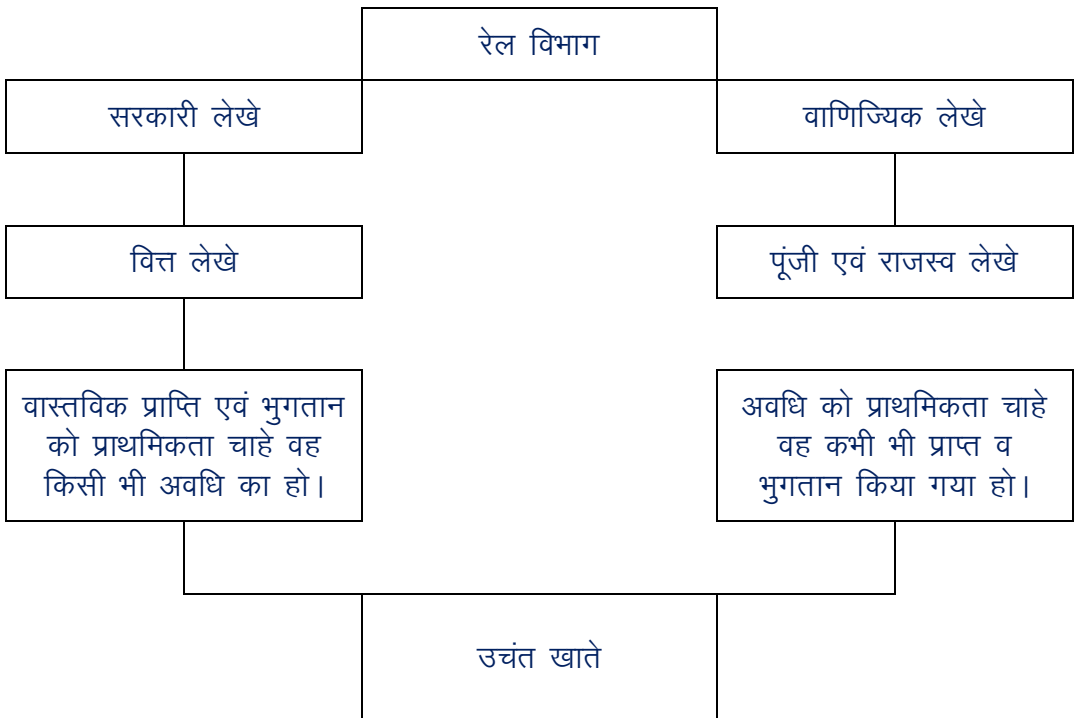 रेल विभाग
सरकारी लेखे
वाणिज्यिक लेखे
वित्त लेखे
पूंजी एवं राजस्व लेखे
वास्तविक प्राप्ति एवं भुगतान
को प्राथमिकता चाहे वह
किसी भी अवधि का हो।
अवधि को प्राथमिकता चाहे
वह कभी भी प्राप्त व
भुगतान किया गया हो।
उचंत खाते